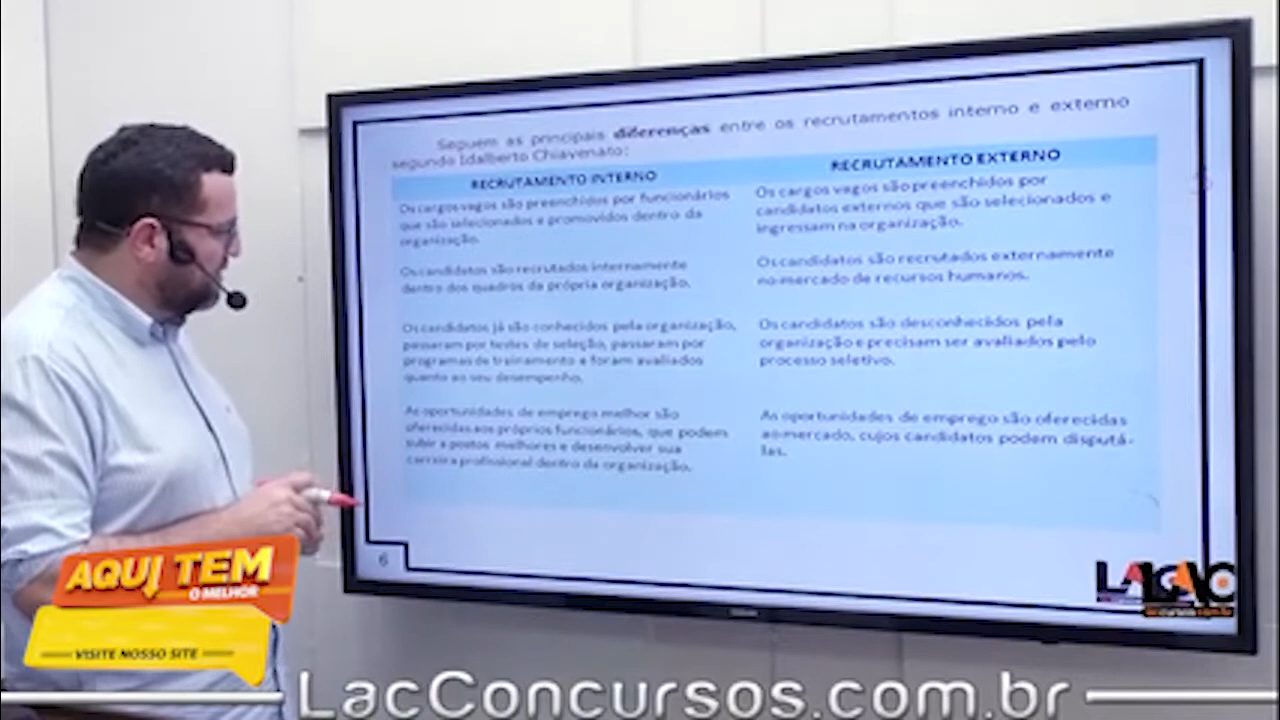 Seguem as principais diferenças entre os recrutamentos interno e externo
segundo Idalberto Chiavenato:
RECRUTAMENTO INTERNO
Os cargos vagos são preenchidos por funcionários
que são selecionados e promovidos dentro da
organização.
Os candidatos são recrutados internamente
dentro dos quadros da própria organização.
Os candidatos já são conhecidos pela organização,
passaram por testes de seleção, passaram por
programas de treinamento e foram avaliados
quanto ao seu desempenho.
As oportunidades de emprego melhor são
oferecidas aos próprios funcionários, que podem
subir a postos melhores e desenvolver sua
carreira profissional dentro da organização.
RECRUTAMENTO EXTERNO
Os cargos vagos são preenchidos por
candidatos externos que são selecionados e
ingressam na organização.
Os candidatos são recrutados externamente
no mercado de recursos humanos.
Os candidatos são desconhecidos pela
organização e precisam ser avaliados pelo
processo seletivo.
As oportunidades de emprego são oferecidas
ao mercado, cujos candidatos podem disputá-
las.
6
AQUI TEM
O MELHOR
VISITE NOSSO SITE
LacConcursos.com.br